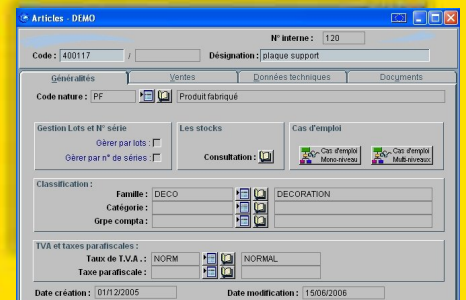 Articles - DEMO
N° interne : 120
Code : 400117 / Désignation : plaque support
Généralités Ventes Données techniques Documents
Code nature : PF Produit fabriqué
Gestion Lots et N° série Les stocks Cas d'emploi
Gérer par lots :
Gérer par n° de séries : Consultation : Cas d'emploi Mono-niveau Cas d'emploi Multi-niveaux
Classification :
Famille : DECO DECORATION
Catégorie :
Grpe compta :
TVA et taxes parafiscales :
Taux de T.V.A. : NORM NORMAL
Taxe parafiscale :
Date création : 01/12/2005 Date modification : 15/06/2006